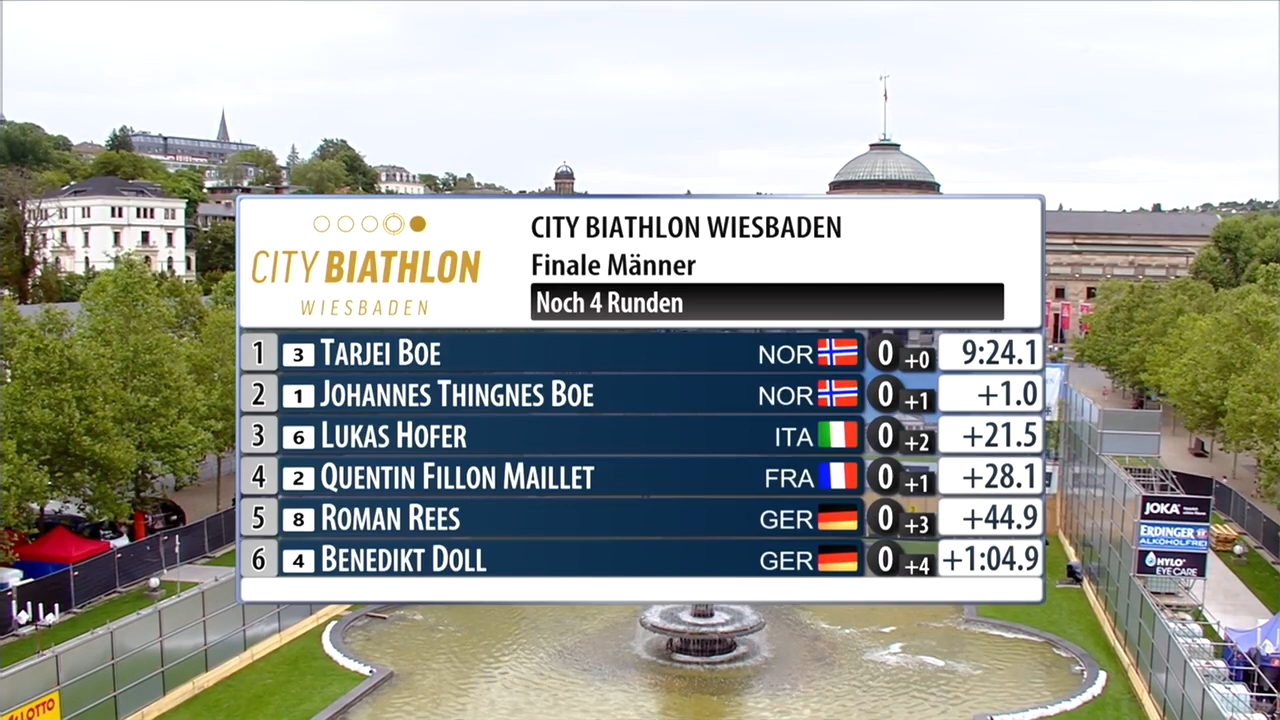 CITY BIATHLON
WIESBADEN
CITY BIATHLON WIESBADEN
Finale Männer
Noch 4 Runden
1 3 TARJEI BOE NOR 0 +0 9:24.1
2 1 JOHANNES THINGNES BOE NOR 0 +1 +1.0
3 6 LUKAS HOFER ITA 0 +2 +21.5
4 2 QUENTIN FILLON MAILLET FRA 0 +1 +28.1
5 8 ROMAN REES GER 0 +3 +44.9
6 4 BENEDIKT DOLL GER 0 +4 +1:04.9
JOKA
ERDINGER
ALKOHOLFREI
HYLO
EYE CARE
LOTTO